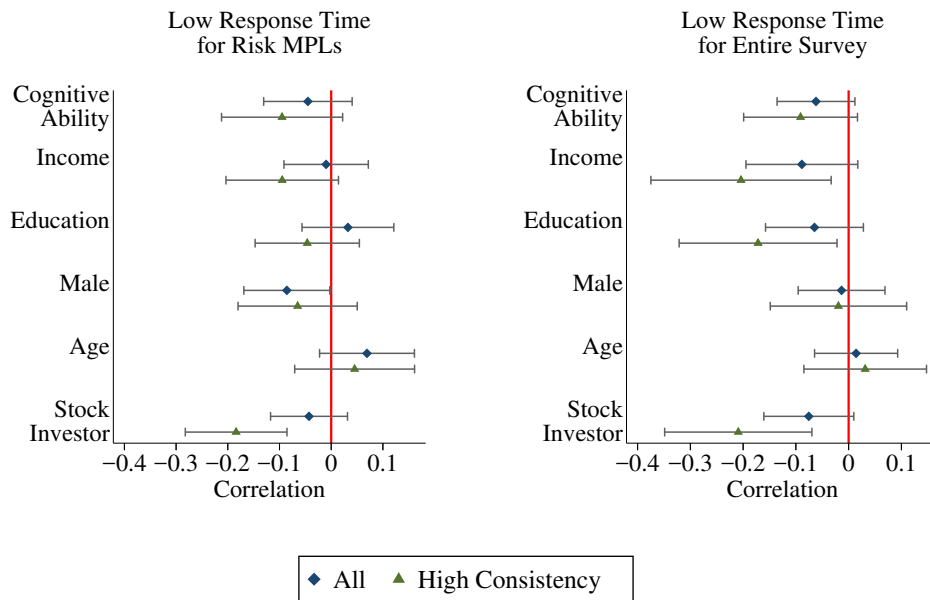 Low Response Time
for Risk MPLs
Cognitive
Ability
Income
Education
Male
Age
Stock
Investor
−0.4 −0.3 −0.2 −0.1 0 0.1
Correlation
Low Response Time
for Entire Survey
Cognitive
Ability
Income
Education
Male
Age
Stock
Investor
−0.4 −0.3 −0.2 −0.1 0 0.1
Correlation
All High Consistency